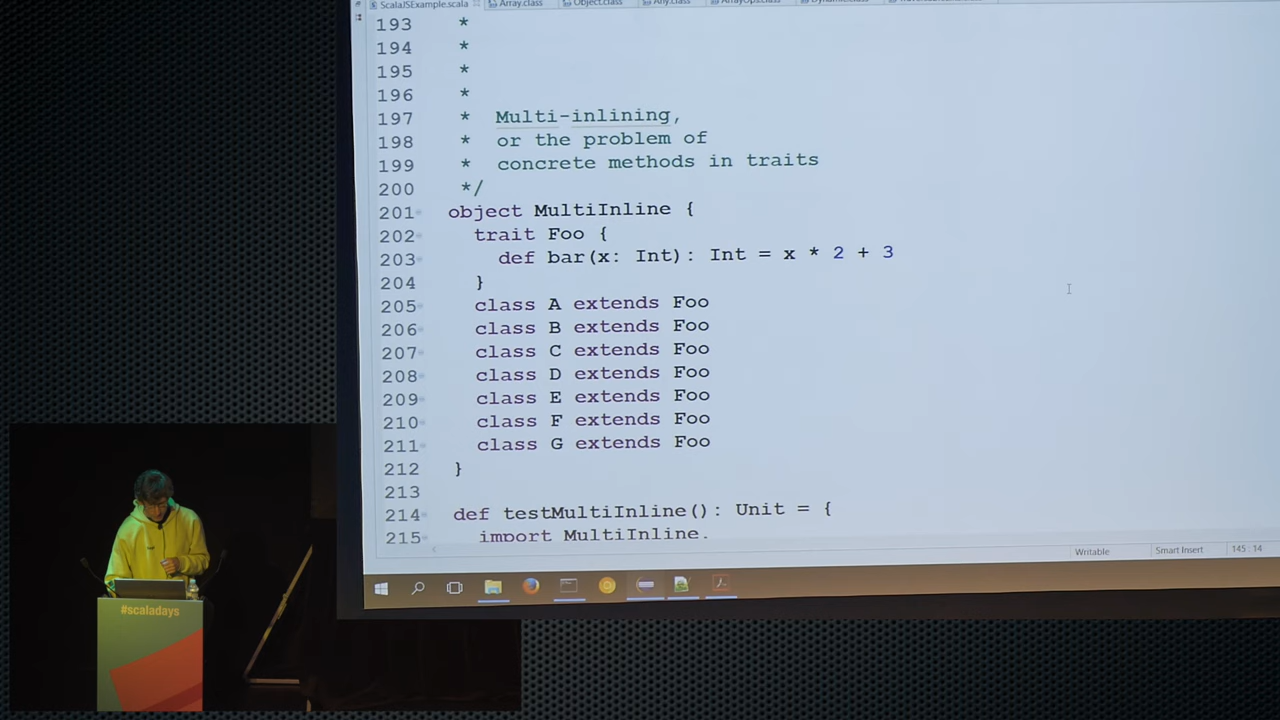 ScalaJSExample.scala Array.class Object.class Any.class ArrayOps.class Dynamic.class
193 *
194 *
195 *
196 *
197 * Multi-inlining,
198 * or the problem of
199 * concrete methods in traits
200 */
201 object MultiInline {
202 trait Foo {
203 def bar(x: Int): Int = x * 2 + 3
204 }
205 class A extends Foo
206 class B extends Foo
207 class C extends Foo
208 class D extends Foo
209 class E extends Foo
210 class F extends Foo
211 class G extends Foo
212 }
213
214 def testMultiInline(): Unit = {
215 import MultiInline.
Writable Smart Insert 145 : 14
#scaladays